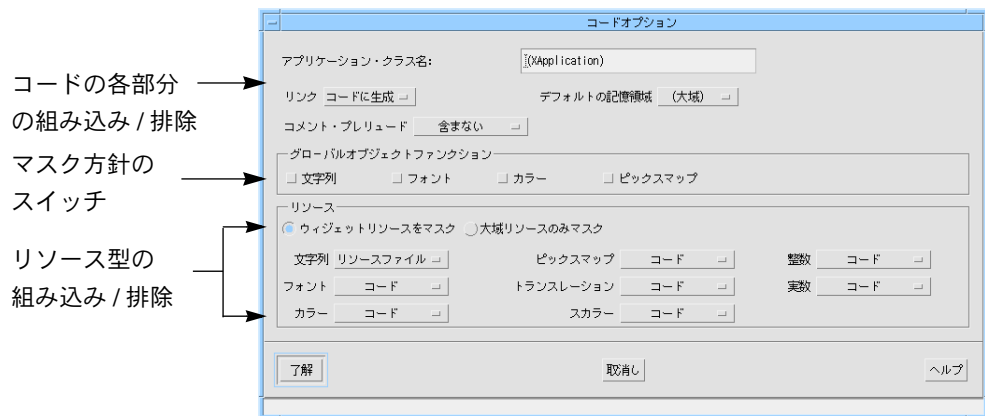 コードオプション
アプリケーション・クラス名: (XApplication)
コードの各部分
の組み込み / 排除
リンク コードに生成 デフォルトの記憶領域 (大域)
コメント・プレリュード 含まない
マスク方針の
スイッチ
グローバルオブジェクトファンクション
文字列 フォント カラー ピックスマップ
リソース
ウィジェットリソースをマスク 大域リソースのみマスク
リソース型の
組み込み / 排除
文字列 リソースファイル ピックスマップ コード 整数 コード
フォント コード トランスレーション コード 実数 コード
カラー コード スカラー コード
了解 取消し ヘルプ